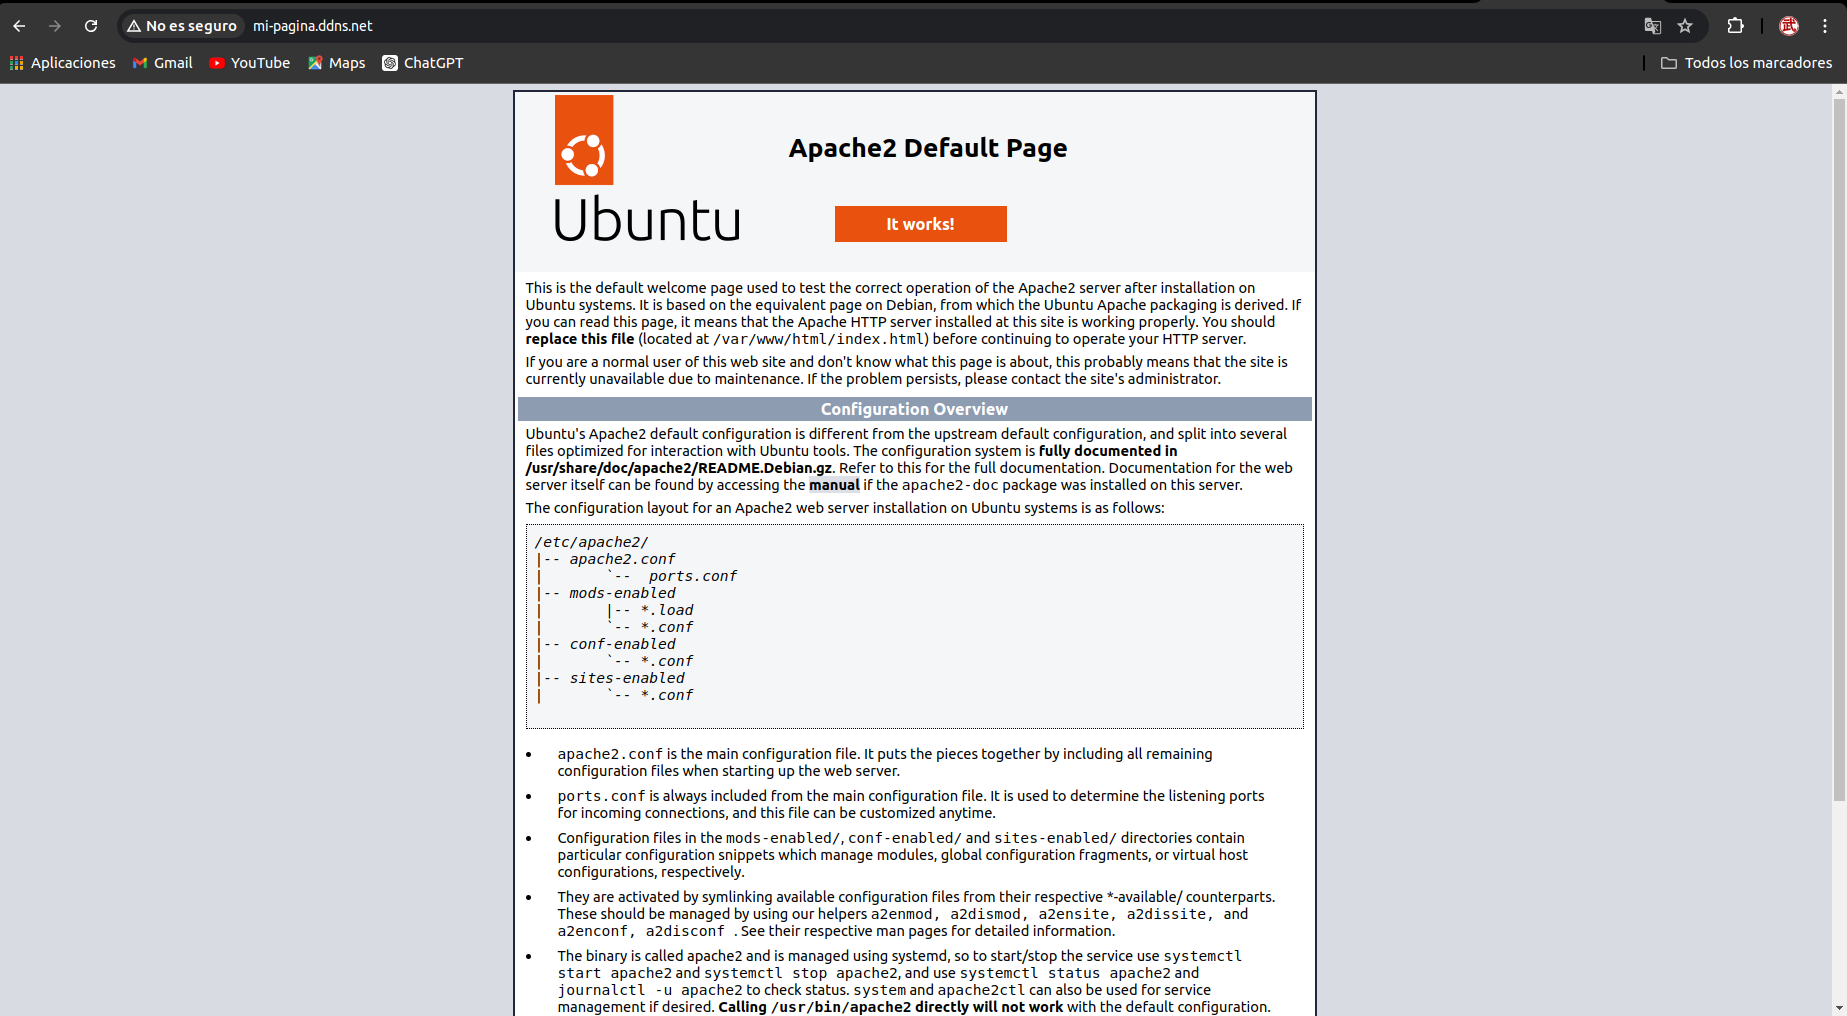 No es seguro mi-pagina.ddns.net
Aplicaciones Gmail YouTube Maps ChatGPT Todos los marcadores
Apache2 Default Page
Ubuntu
It works!
This is the default welcome page used to test the correct operation of the Apache2 server after installation on
Ubuntu systems. It is based on the equivalent page on Debian, from which the Ubuntu Apache packaging is derived. If
you can read this page, it means that the Apache HTTP server installed at this site is working properly. You should
replace this file (located at /var/www/html/index.html) before continuing to operate your HTTP server.
If you are a normal user of this web site and don't know what this page is about, this probably means that the site is
currently unavailable due to maintenance. If the problem persists, please contact the site's administrator.
Configuration Overview
Ubuntu's Apache2 default configuration is different from the upstream default configuration, and split into several
files optimized for interaction with Ubuntu tools. The configuration system is fully documented in
/usr/share/doc/apache2/README.Debian.gz. Refer to this for the full documentation. Documentation for the web
server itself can be found by accessing the manual if the apache2-doc package was installed on this server.
The configuration layout for an Apache2 web server installation on Ubuntu systems is as follows:
/etc/apache2/
|-- apache2.conf
|       `--  ports.conf
|-- mods-enabled
|       |-- *.load
|       `-- *.conf
|-- conf-enabled
|       `-- *.conf
|-- sites-enabled
|       `-- *.conf
• apache2.conf is the main configuration file. It puts the pieces together by including all remaining
configuration files when starting up the web server.
• ports.conf is always included from the main configuration file. It is used to determine the listening ports
for incoming connections, and this file can be customized anytime.
• Configuration files in the mods-enabled/, conf-enabled/ and sites-enabled/ directories contain
particular configuration snippets which manage modules, global configuration fragments, or virtual host
configurations, respectively.
• They are activated by symlinking available configuration files from their respective *-available/ counterparts.
These should be managed by using our helpers a2enmod, a2dismod, a2ensite, a2dissite, and
a2enconf, a2disconf . See their respective man pages for detailed information.
• The binary is called apache2 and is managed using systemd, so to start/stop the service use systemctl
start apache2 and systemctl stop apache2, and use systemctl status apache2 and
journalctl -u apache2 to check status. system and apache2ctl can also be used for service
management if desired. Calling /usr/bin/apache2 directly will not work with the default configuration.